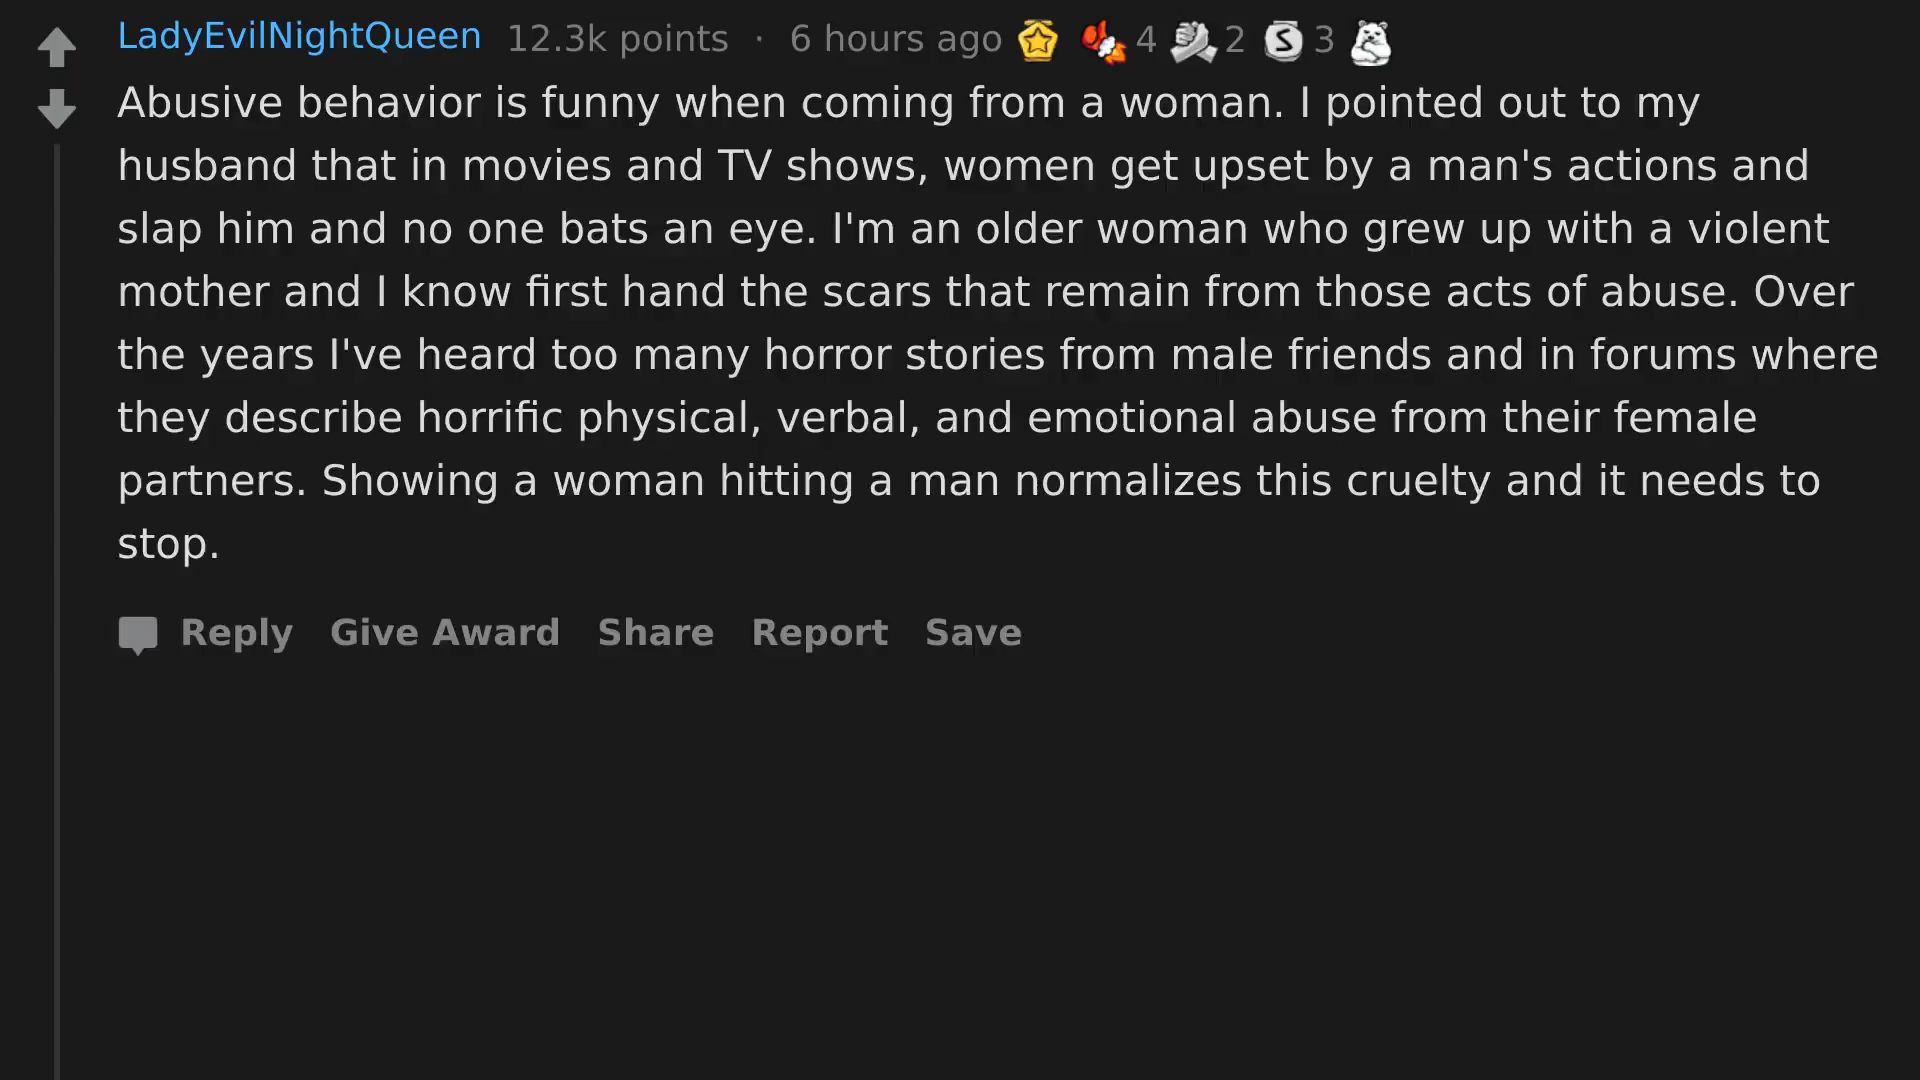 LadyEvilNightQueen 12.3k points · 6 hours ago 4 2 S 3
Abusive behavior is funny when coming from a woman. I pointed out to my
husband that in movies and TV shows, women get upset by a man's actions and
slap him and no one bats an eye. I'm an older woman who grew up with a violent
mother and I know first hand the scars that remain from those acts of abuse. Over
the years I've heard too many horror stories from male friends and in forums where
they describe horrific physical, verbal, and emotional abuse from their female
partners. Showing a woman hitting a man normalizes this cruelty and it needs to
stop.
Reply Give Award Share Report Save